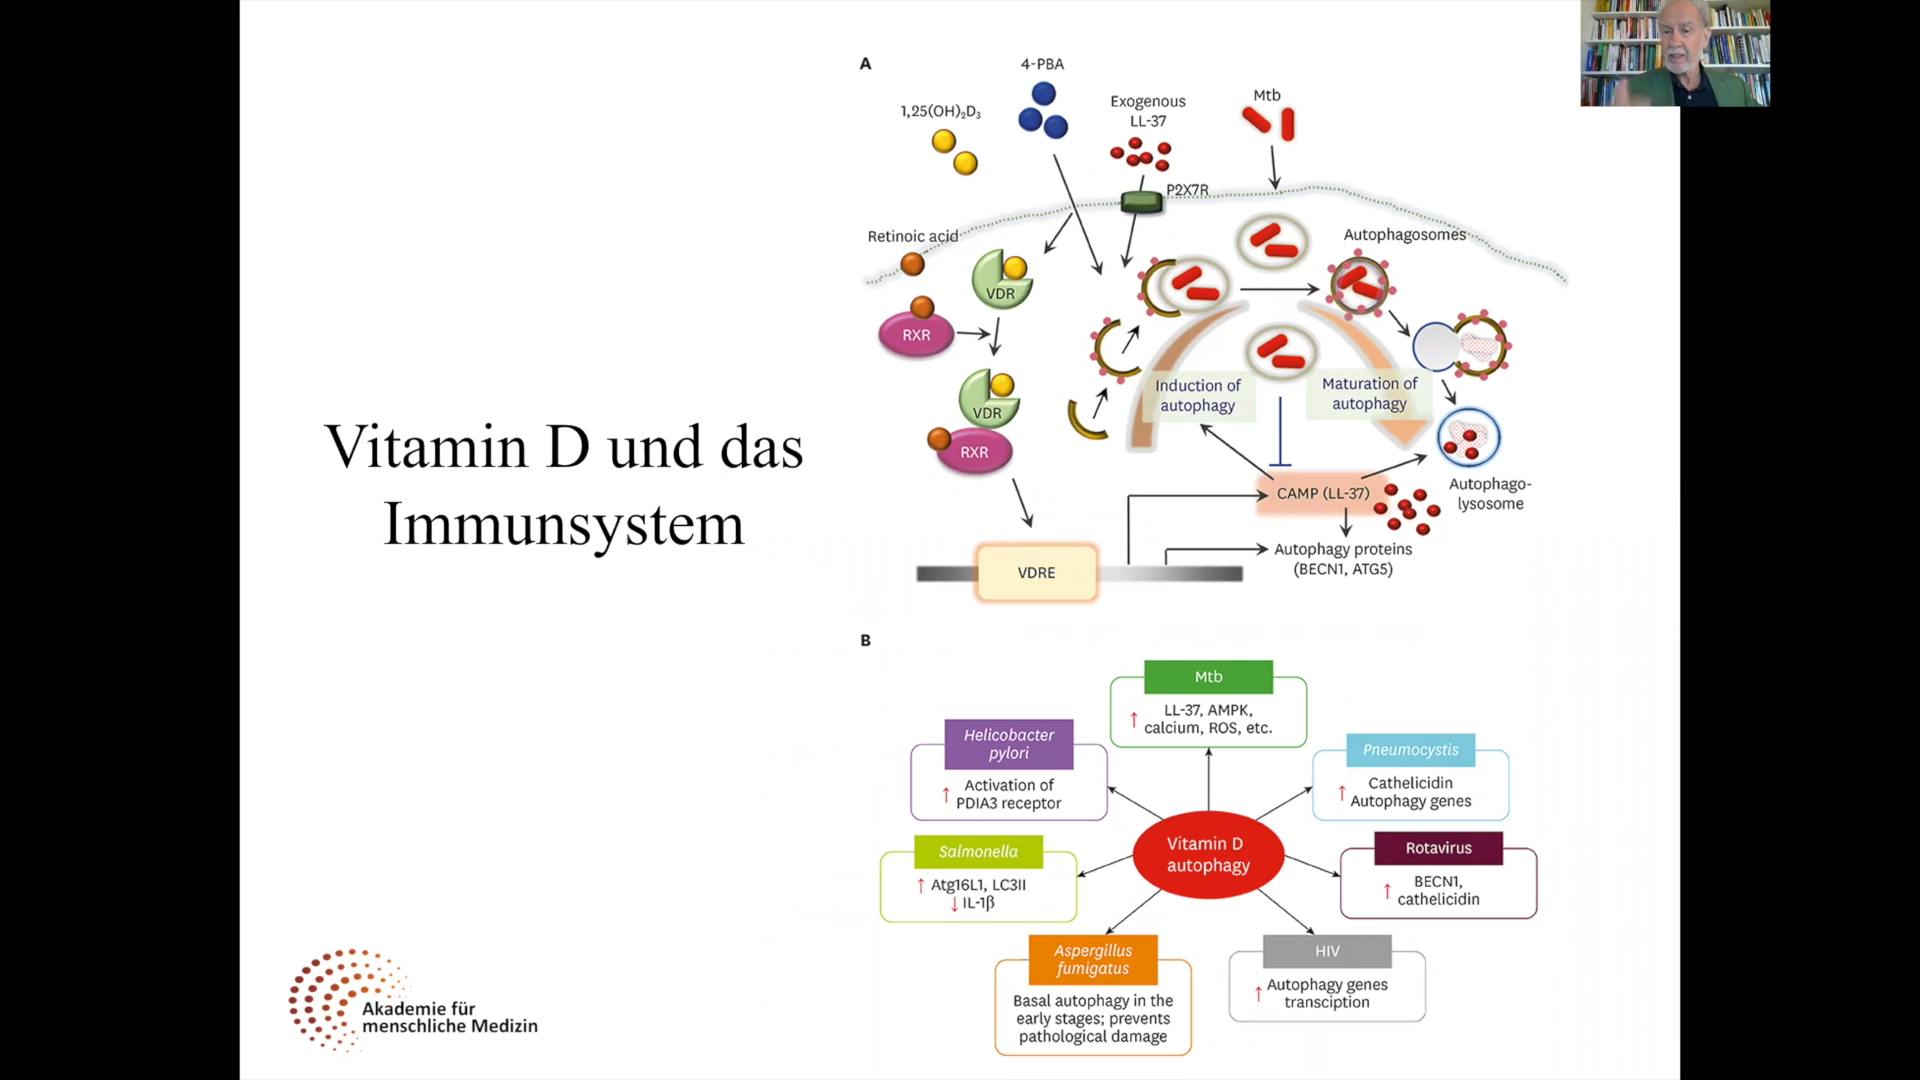 Vitamin D und das
Immunsystem
A
4-PBA
1,25(OH)₂D₃
Exogenous
LL-37
Mtb
P2X7R
Retinoic acid
Autophagosomes
VDR
RXR
VDR
RXR
Induction of
autophagy
Maturation of
autophagy
CAMP (LL-37)
Autophago-
lysosome
Autophagy proteins
(BECN1, ATG5)
VDRE
B
Mtb
↑ LL-37, AMPK,
calcium, ROS, etc.
Helicobacter
pylori
↑ Activation of
PDIA3 receptor
Pneumocystis
↑ Cathelicidin
Autophagy genes
Vitamin D
autophagy
Salmonella
↑ Atg16L1, LC3II
↓ IL-1β
Rotavirus
↑ BECN1,
cathelicidin
Aspergillus
fumigatus
Basal autophagy in the
early stages; prevents
pathological damage
HIV
↑ Autophagy genes
transciption
Akademie für
menschliche Medizin